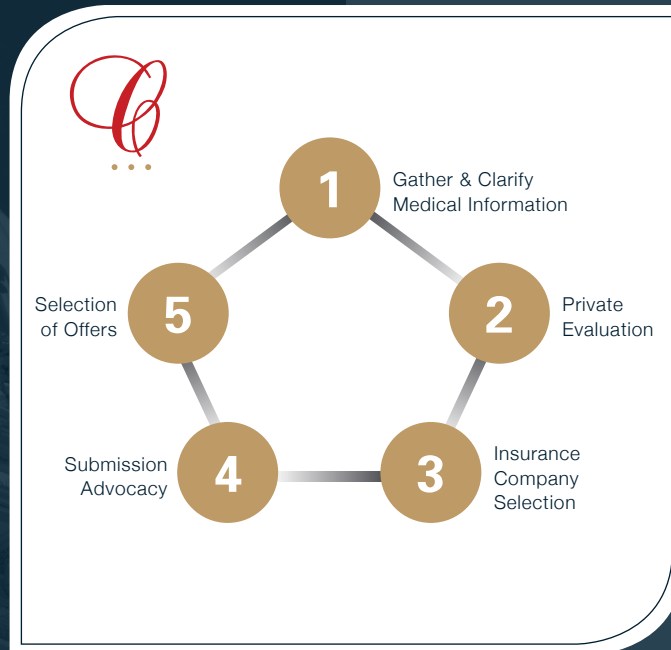 1
Gather & Clarify
Medical Information
2
Private
Evaluation
3
Insurance
Company
Selection
4
Submission
Advocacy
5
Selection
of Offers